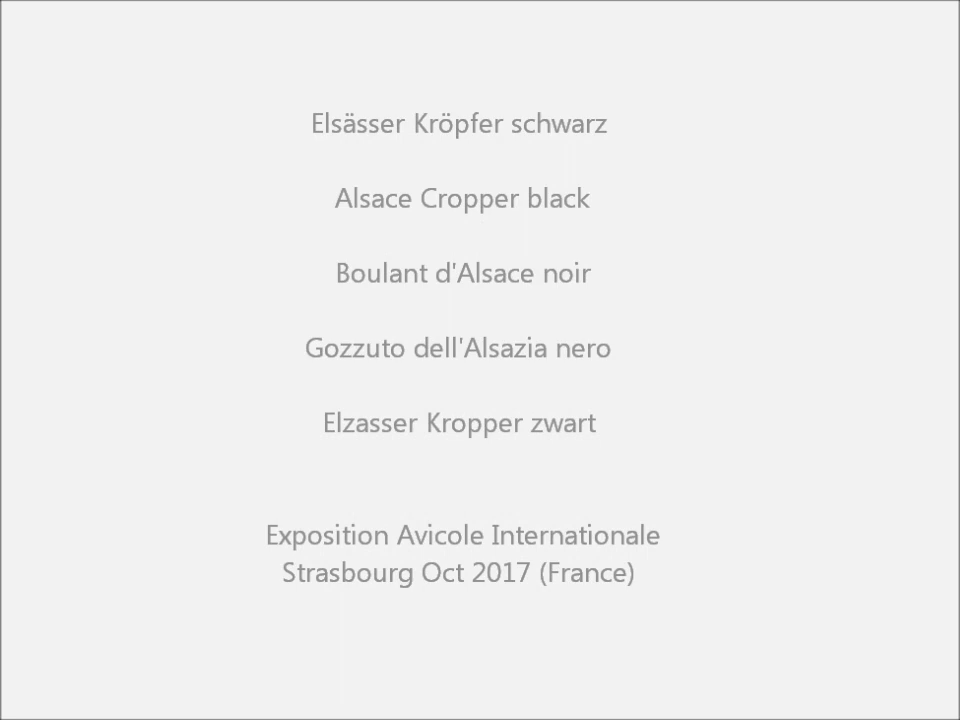 Elsässer Kröpfer schwarz
Alsace Cropper black
Boulant d'Alsace noir
Gozzuto dell'Alsazia nero
Elzasser Kropper zwart
Exposition Avicole Internationale
Strasbourg Oct 2017 (France)